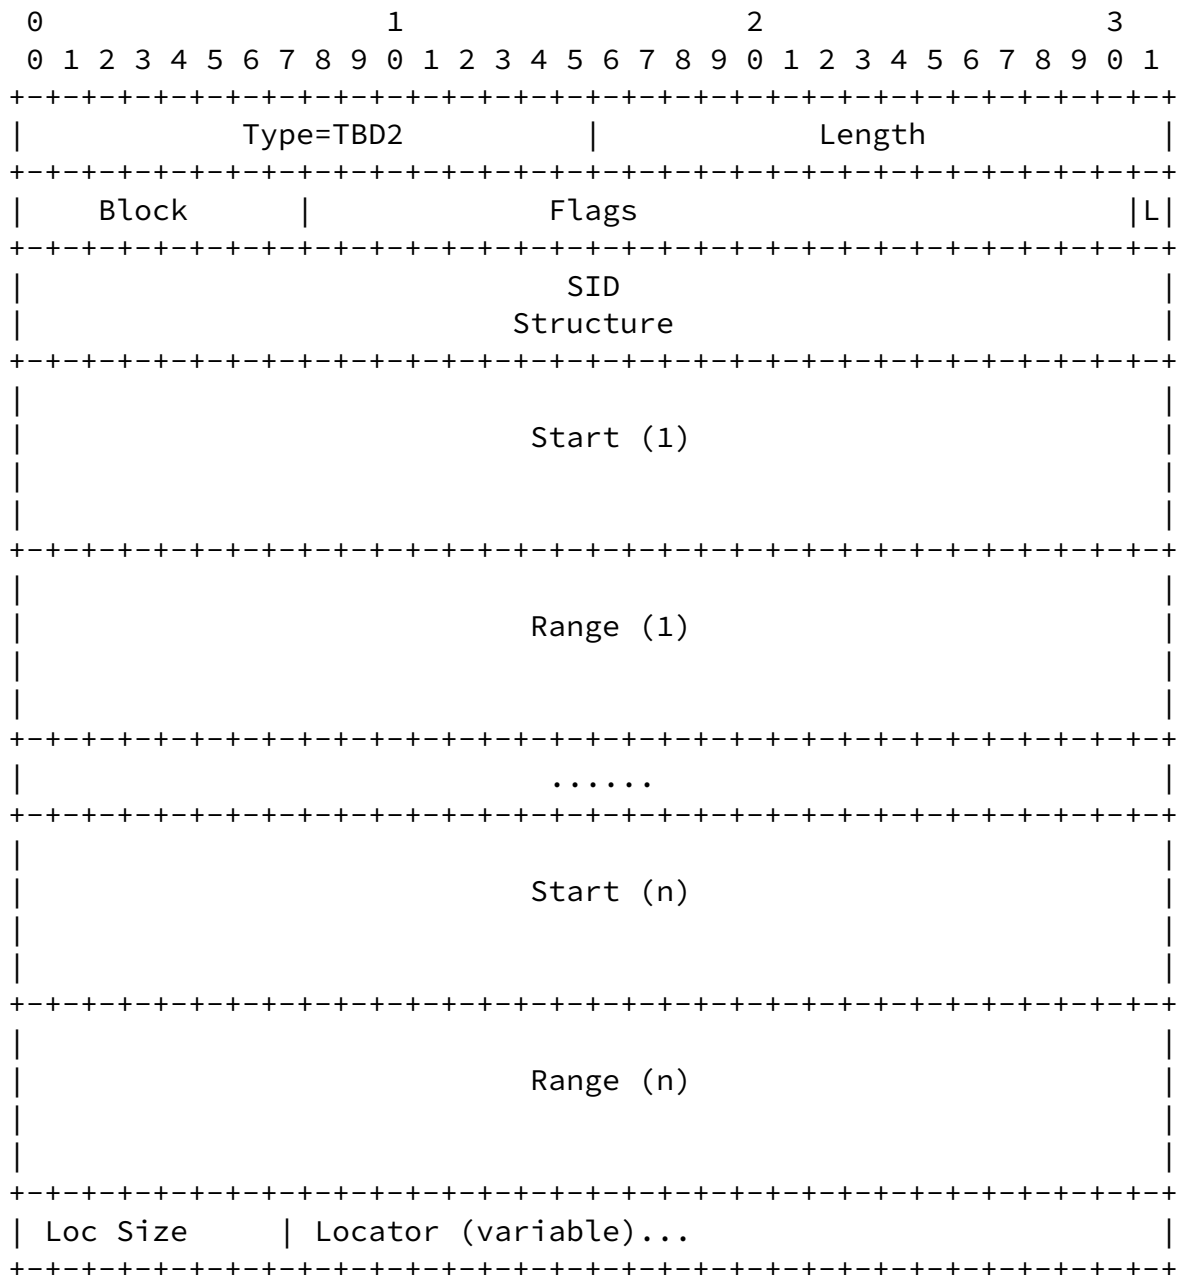 0                   1                   2                   3
 0 1 2 3 4 5 6 7 8 9 0 1 2 3 4 5 6 7 8 9 0 1 2 3 4 5 6 7 8 9 0 1
+-+-+-+-+-+-+-+-+-+-+-+-+-+-+-+-+-+-+-+-+-+-+-+-+-+-+-+-+-+-+-+-+
|            Type=TBD2          |            Length             |
+-+-+-+-+-+-+-+-+-+-+-+-+-+-+-+-+-+-+-+-+-+-+-+-+-+-+-+-+-+-+-+-+
|    Block      |             Flags                           |L|
+-+-+-+-+-+-+-+-+-+-+-+-+-+-+-+-+-+-+-+-+-+-+-+-+-+-+-+-+-+-+-+-+
|                              SID                              |
|                           Structure                           |
+-+-+-+-+-+-+-+-+-+-+-+-+-+-+-+-+-+-+-+-+-+-+-+-+-+-+-+-+-+-+-+-+
|                                                               |
|                            Start (1)                          |
|                                                               |
|                                                               |
+-+-+-+-+-+-+-+-+-+-+-+-+-+-+-+-+-+-+-+-+-+-+-+-+-+-+-+-+-+-+-+-+
|                                                               |
|                            Range (1)                          |
|                                                               |
|                                                               |
+-+-+-+-+-+-+-+-+-+-+-+-+-+-+-+-+-+-+-+-+-+-+-+-+-+-+-+-+-+-+-+-+
|                             ......                            |
+-+-+-+-+-+-+-+-+-+-+-+-+-+-+-+-+-+-+-+-+-+-+-+-+-+-+-+-+-+-+-+-+
|                                                               |
|                            Start (n)                          |
|                                                               |
|                                                               |
+-+-+-+-+-+-+-+-+-+-+-+-+-+-+-+-+-+-+-+-+-+-+-+-+-+-+-+-+-+-+-+-+
|                                                               |
|                            Range (n)                          |
|                                                               |
|                                                               |
+-+-+-+-+-+-+-+-+-+-+-+-+-+-+-+-+-+-+-+-+-+-+-+-+-+-+-+-+-+-+-+-+
| Loc Size     | Locator (variable)...                          |
+-+-+-+-+-+-+-+-+-+-+-+-+-+-+-+-+-+-+-+-+-+-+-+-+-+-+-+-+-+-+-+-+